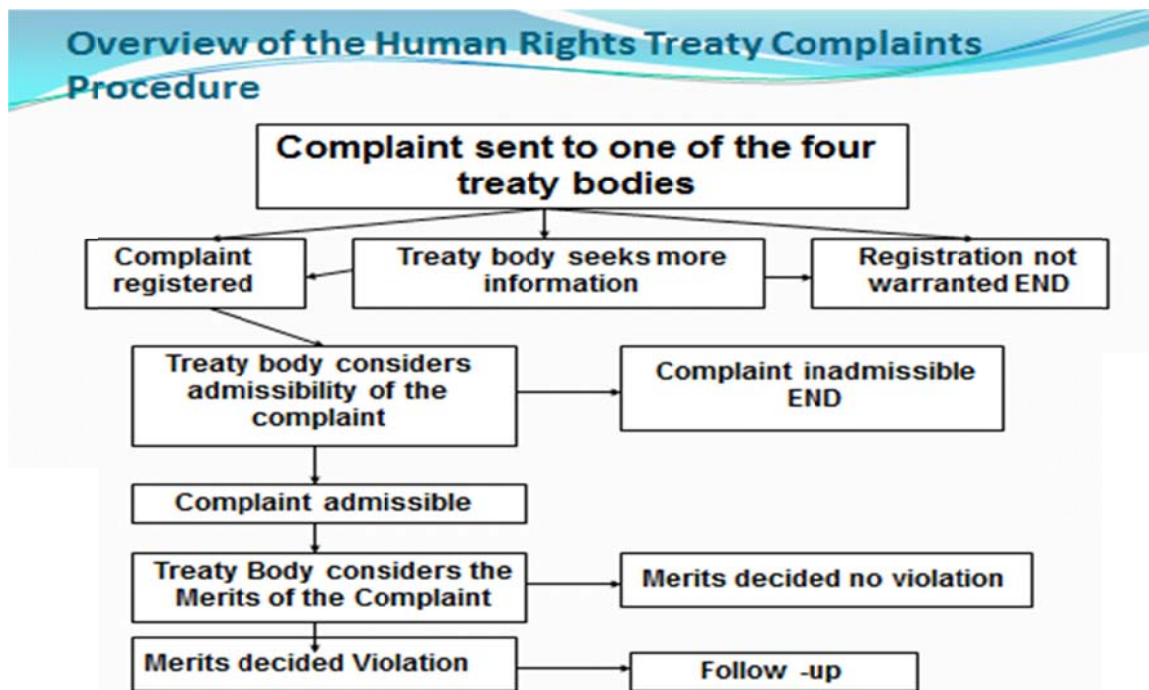 Overview of the Human Rights Treaty Complaints
Procedure
Complaint sent to one of the four
treaty bodies
Complaint
registered
Treaty body seeks more
information
Registration not
warranted END
Treaty body considers
admissibility of the
complaint
Complaint inadmissible
END
Complaint admissible
Treaty Body considers the
Merits of the Complaint
Merits decided no violation
Merits decided Violation
Follow -up